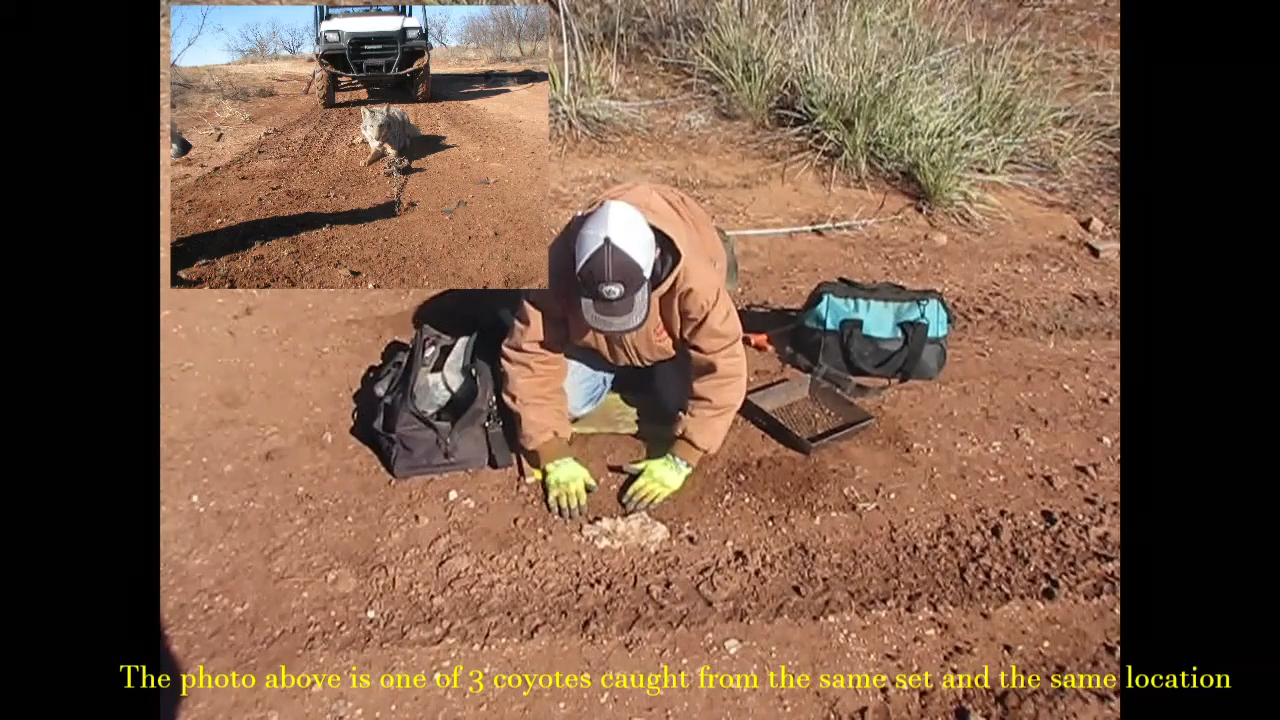 The photo above is one of 3 coyotes caught from the same set and the same location